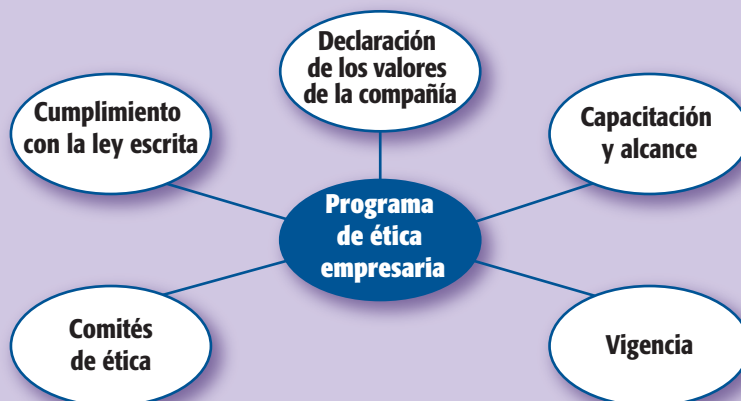 Declaración
de los valores
de la compañía
Cumplimiento
con la ley escrita
Capacitación
y alcance
Programa
de ética
empresaria
Comités
de ética
Vigencia